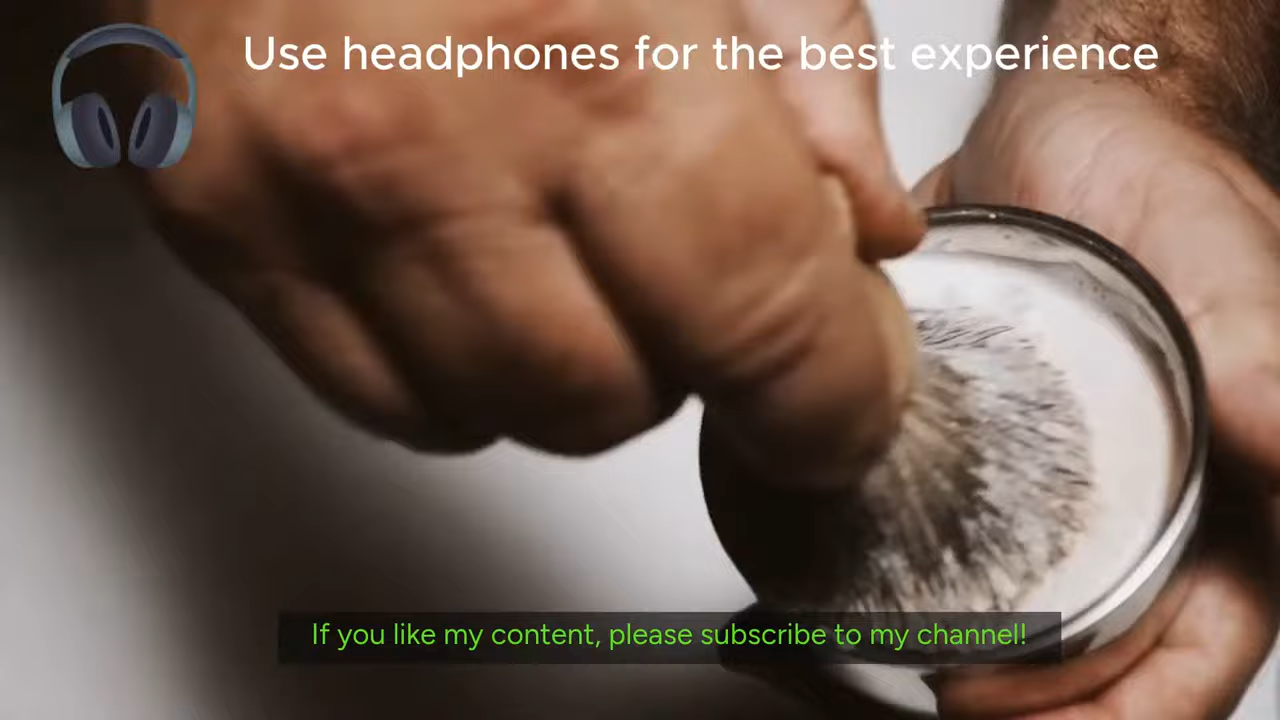 Use headphones for the best experience
If you like my content, please subscribe to my channel!